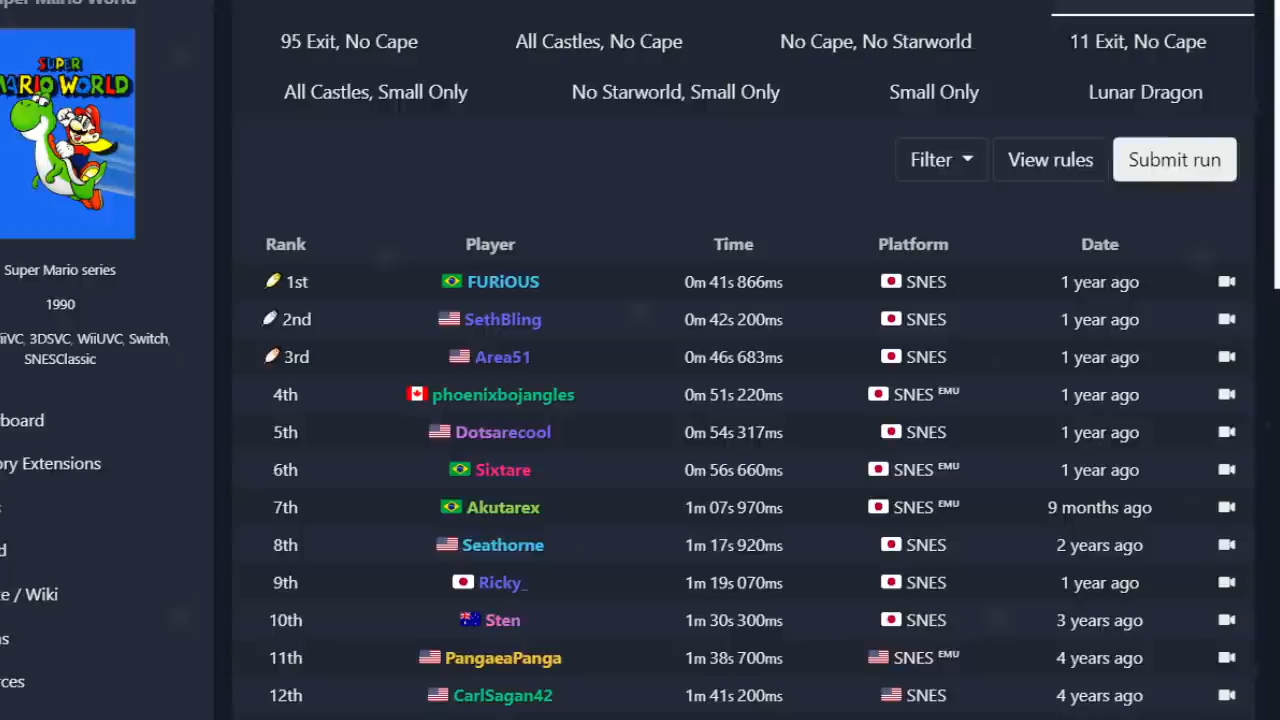 95 Exit, No Cape
All Castles, No Cape
No Cape, No Starworld
11 Exit, No Cape
All Castles, Small Only
No Starworld, Small Only
Small Only
Lunar Dragon
Filter
View rules
Submit run
SUPER
MARIO WORLD
Super Mario series
1990
iiVC, 3DSVC, WiiUVC, Switch,
SNESClassic
board
ory Extensions
e / Wiki
Rank Player Time Platform Date
1st FURiOUS 0m 41s 866ms SNES 1 year ago
2nd SethBling 0m 42s 200ms SNES 1 year ago
3rd Area51 0m 46s 683ms SNES 1 year ago
4th phoenixbojangles 0m 51s 220ms SNES EMU 1 year ago
5th Dotsarecool 0m 54s 317ms SNES 1 year ago
6th Sixtare 0m 56s 660ms SNES EMU 1 year ago
7th Akutarex 1m 07s 970ms SNES EMU 9 months ago
8th Seathorne 1m 17s 920ms SNES 2 years ago
9th Ricky_ 1m 19s 070ms SNES 1 year ago
10th Sten 1m 30s 300ms SNES 3 years ago
11th PangaeaPanga 1m 38s 700ms SNES EMU 4 years ago
12th CarlSagan42 1m 41s 200ms SNES 4 years ago